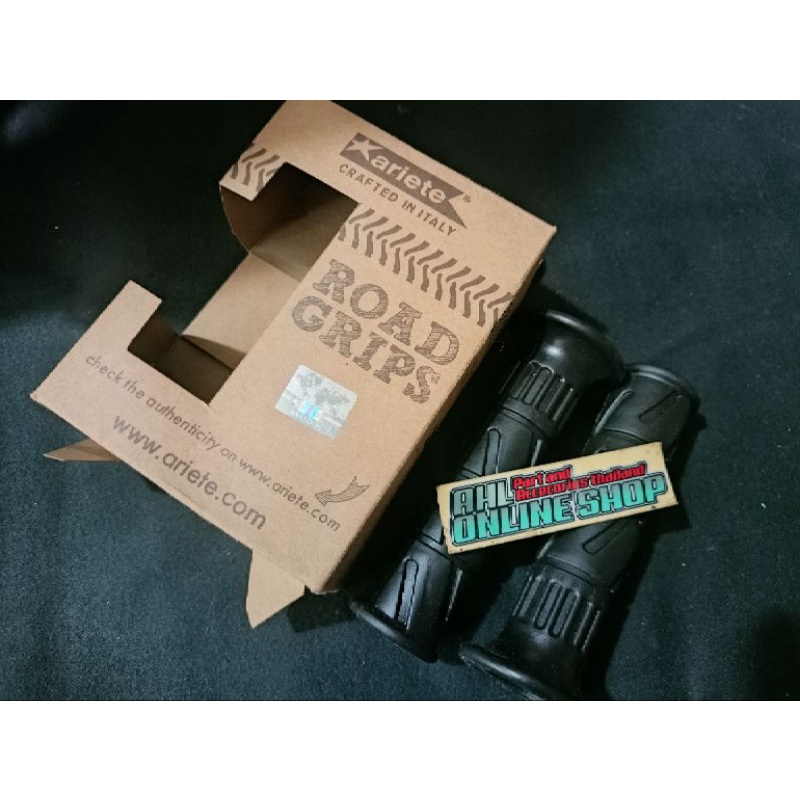 ariete®
CRAFTED IN ITALY
ROAD
GRIPS
check the authenticity on www.ariete.com
www.ariete.com
AHL Part and
Accecories thailand
ONLINE SHOP